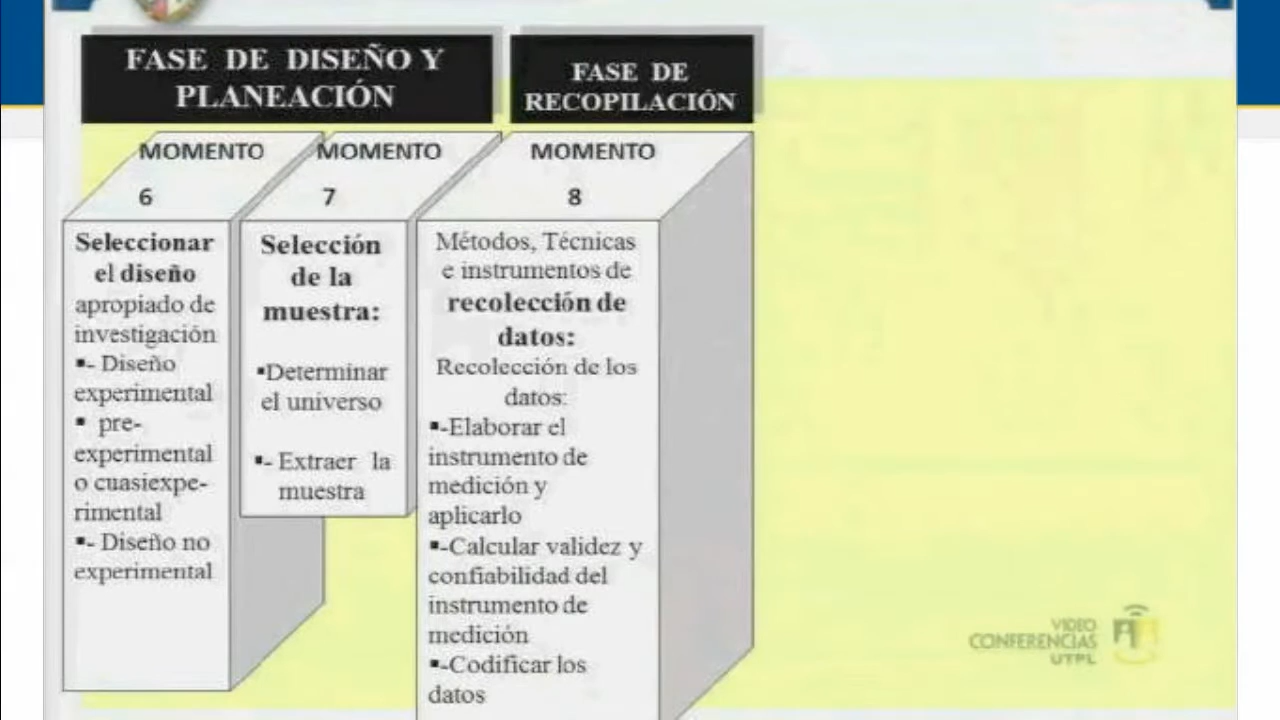 FASE DE DISEÑO Y
PLANEACIÓN
FASE DE
RECOPILACIÓN
MOMENTO
6
Seleccionar
el diseño
apropiado de
investigación
▪- Diseño
experimental
▪ pre-
experimental
o cuasiexpe-
rimental
▪- Diseño no
experimental
MOMENTO
7
Selección
de la
muestra:
▪Determinar
el universo
▪- Extraer la
muestra
MOMENTO
8
Métodos, Técnicas
e instrumentos de
recolección de
datos:
Recolección de los
datos:
▪-Elaborar el
instrumento de
medición y
aplicarlo
▪-Calcular validez y
confiabilidad del
instrumento de
medición
▪-Codificar los
datos
VIDEO
CONFERENCIAS
UTPL